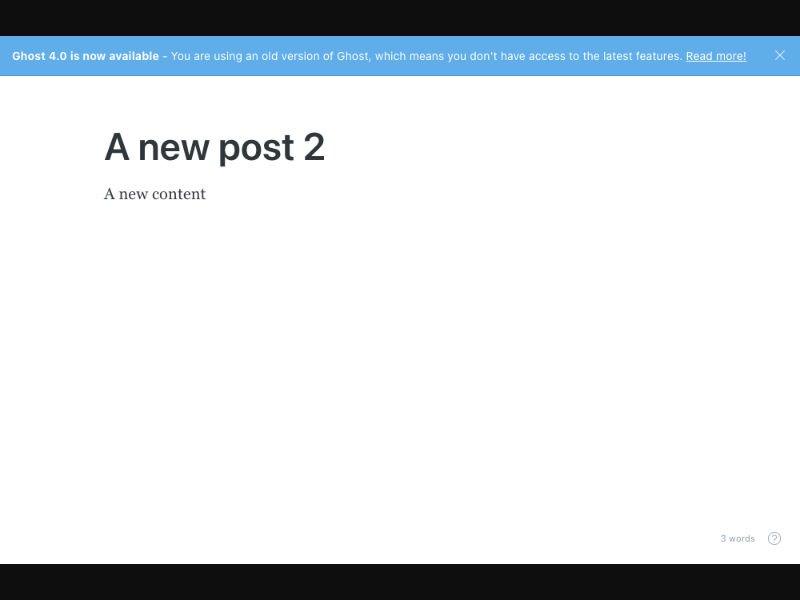 Ghost 4.0 is now available - You are using an old version of Ghost, which means you don't have access to the latest features. Read more!
A new post 2
A new content
3 words
?